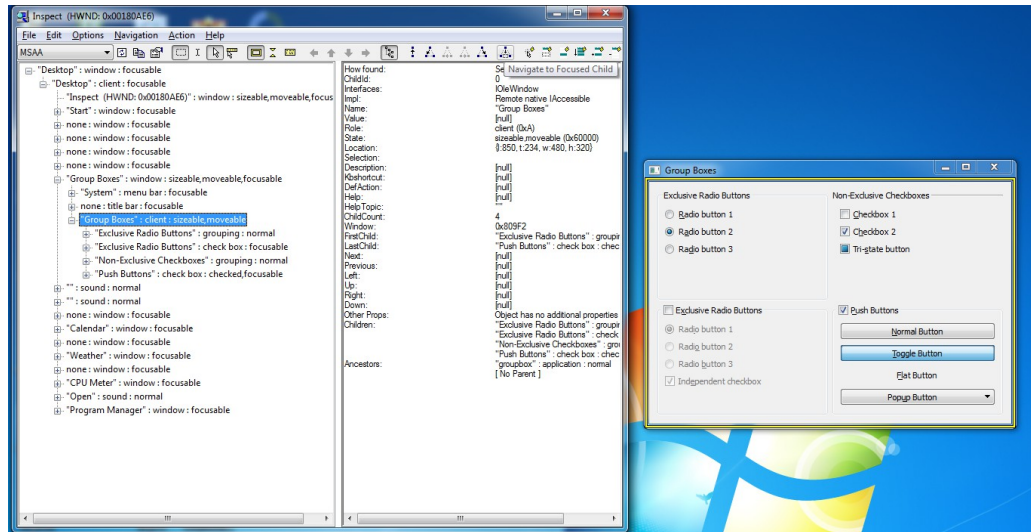 Inspect (HWND: 0x00180AE6)
File Edit Options Navigation Action Help
MSAA
Navigate to Focused Child
"Desktop" : window : focusable
"Desktop" : client : focusable
"Inspect (HWND: 0x00180AE6)" : window : sizeable,moveable,focus
"Start" : window : focusable
none : window : focusable
none : window : focusable
none : window : focusable
none : window : focusable
"Group Boxes" : window : sizeable,moveable,focusable
"System" : menu bar : focusable
none : title bar : focusable
"Group Boxes" : client : sizeable,moveable
"Exclusive Radio Buttons" : grouping : normal
"Exclusive Radio Buttons" : check box : focusable
"Non-Exclusive Checkboxes" : grouping : normal
"Push Buttons" : check box : checked,focusable
"" : sound : normal
"" : sound : normal
none : window : focusable
"Calendar" : window : focusable
none : window : focusable
"Weather" : window : focusable
none : window : focusable
"CPU Meter" : window : focusable
"Open" : sound : normal
"Program Manager" : window : focusable
How found: Se
ChildId: 0
Interfaces: IOleWindow
Impl: Remote native IAccessible
Name: "Group Boxes"
Value: [null]
Role: client (0xA)
State: sizeable,moveable (0x60000)
Location: {l:850, t:234, w:480, h:320}
Selection:
Description: [null]
Kbshortcut: [null]
DefAction: [null]
Help: [null]
HelpTopic: ""
ChildCount: 4
Window: 0x809F2
FirstChild: "Exclusive Radio Buttons" : groupin
LastChild: "Push Buttons" : check box : chec
Next: [null]
Previous: [null]
Left: [null]
Up: [null]
Right: [null]
Down: [null]
Other Props: Object has no additional properties
Children: "Exclusive Radio Buttons" : groupin
"Exclusive Radio Buttons" : check
"Non-Exclusive Checkboxes" : grou
"Push Buttons" : check box : chec
Ancestors: "groupbox" : application : normal
[ No Parent ]
Group Boxes
Exclusive Radio Buttons
Radio button 1
Radio button 2
Radio button 3
Non-Exclusive Checkboxes
Checkbox 1
Checkbox 2
Tri-state button
Exclusive Radio Buttons
Radio button 1
Radio button 2
Radio button 3
Independent checkbox
Push Buttons
Normal Button
Toggle Button
Flat Button
Popup Button